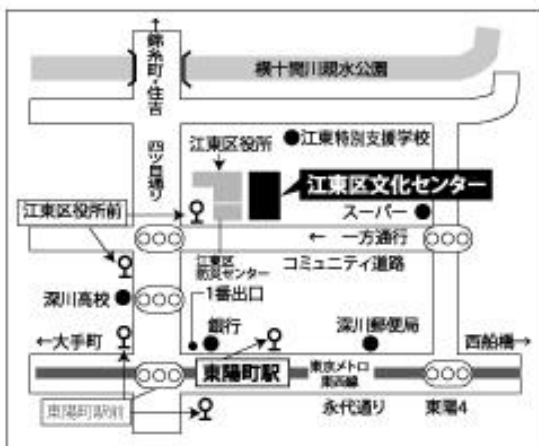 ↑錦糸町・住吉
横十間川親水公園
四ツ目通り
江東区役所
●江東特別支援学校
江東区文化センター
江東区役所前
スーパー●
← 一方通行
江東区
防災センター
コミュニティ道路
深川高校●
1番出口
←大手町
銀行
深川郵便局
西船橋→
東陽町駅
東京メトロ
東西線
東陽町駅前
永代通り
東陽4